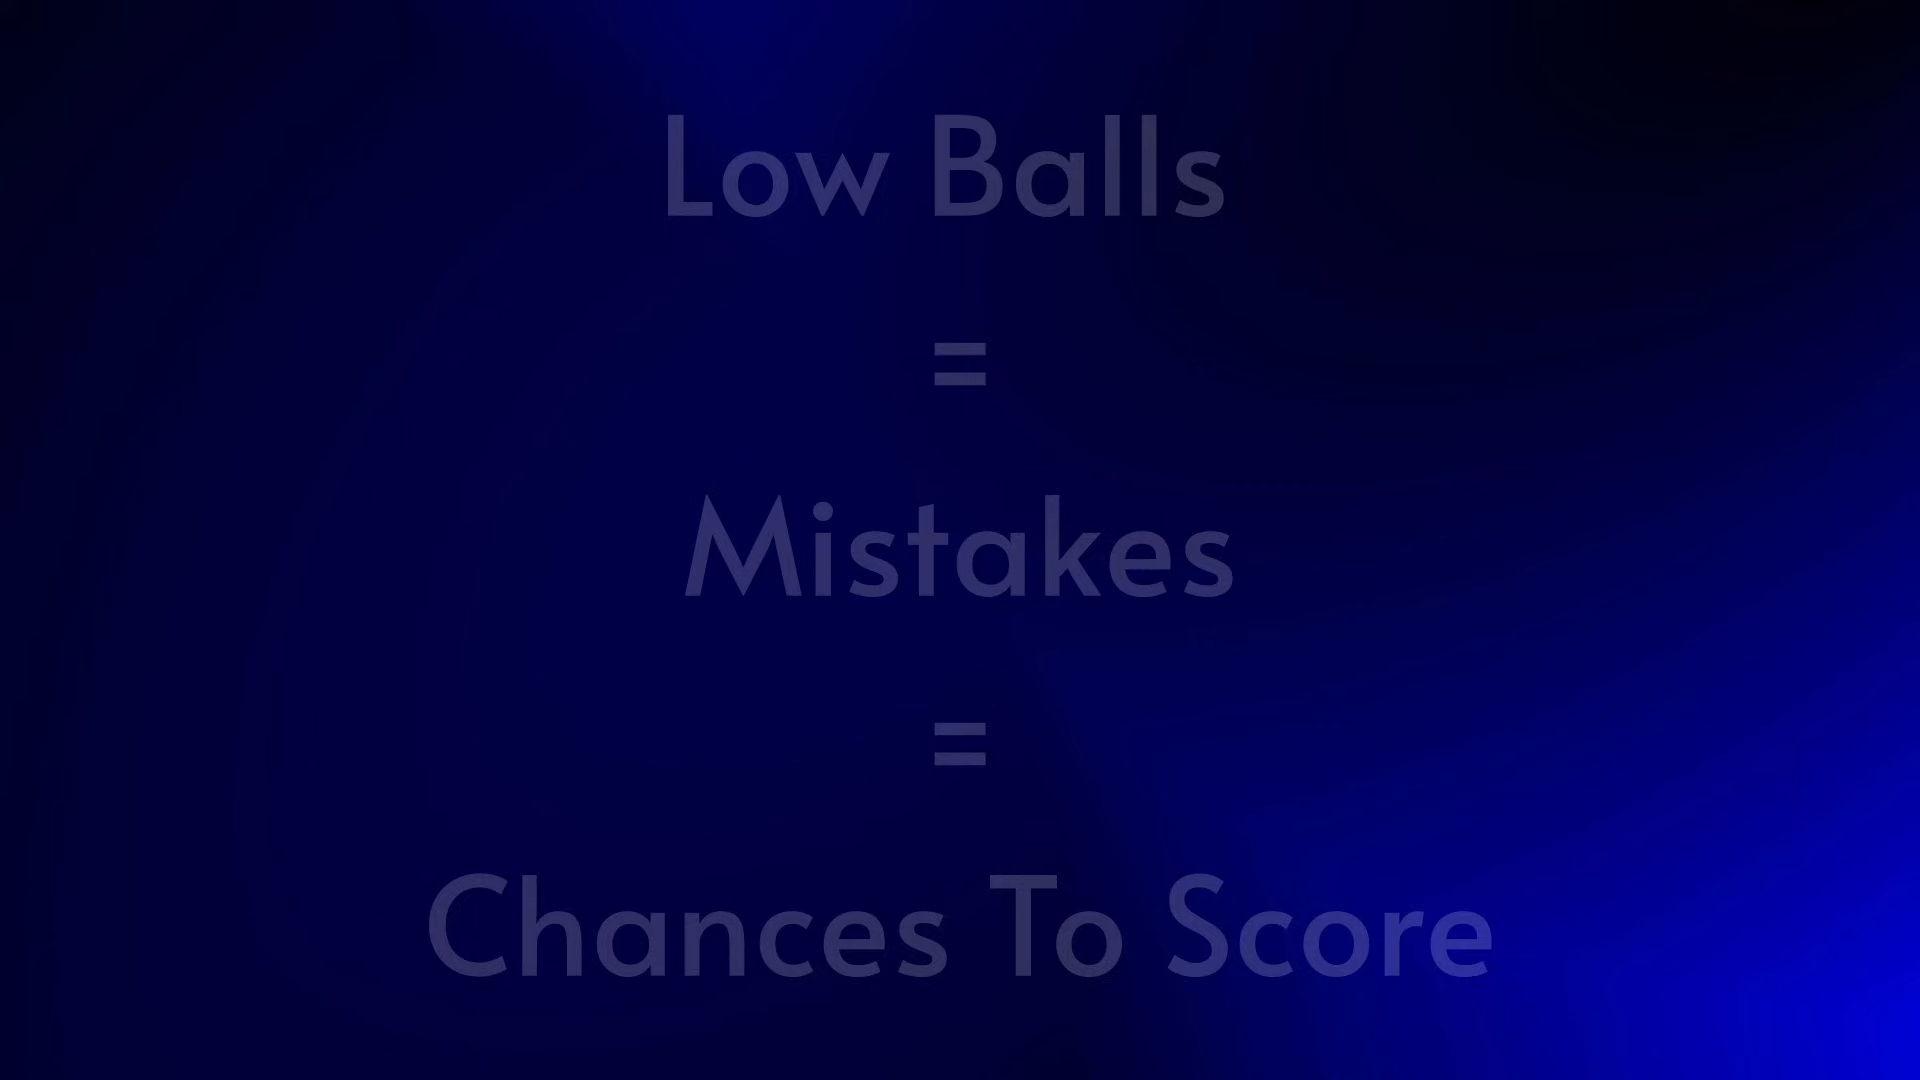 Low Balls
=
Mistakes
=
Chances To Score